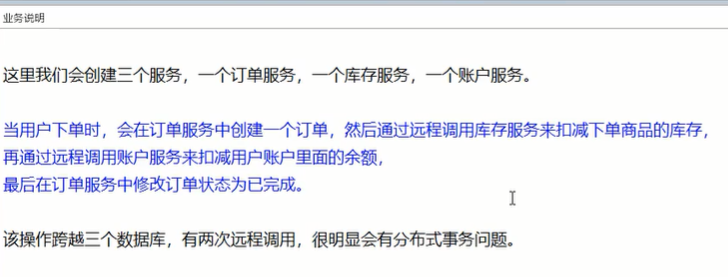 业务说明
这里我们会创建三个服务，一个订单服务，一个库存服务，一个账户服务。
当用户下单时，会在订单服务中创建一个订单，然后通过远程调用库存服务来扣减下单商品的库存，
再通过远程调用账户服务来扣减用户账户里面的余额，
最后在订单服务中修改订单状态为已完成。
该操作跨越三个数据库，有两次远程调用，很明显会有分布式事务问题。